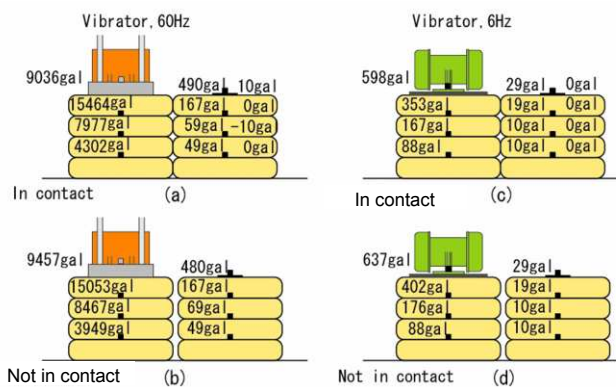 Vibrator, 60Hz
9036gal
490gal 10gal
15464gal 167gal 0gal
7977gal 59gal -10gal
4302gal 49gal 0gal
In contact (a)
Vibrator, 6Hz
598gal
29gal 0gal
353gal 19gal 0gal
167gal 10gal 0gal
88gal 10gal 0gal
In contact (c)
9457gal
480gal
15053gal 167gal
8467gal 69gal
3949gal 49gal
Not in contact (b)
637gal
29gal
402gal 19gal
176gal 10gal
88gal 10gal
Not in contact (d)